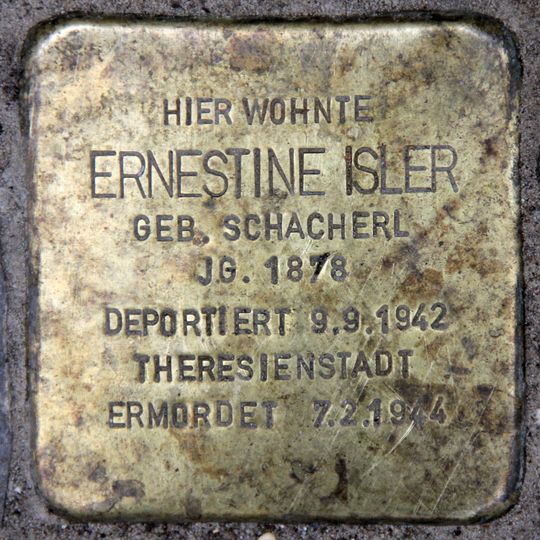 HIER WOHNTE
ERNESTINE ISLER
GEB. SCHACHERL
JG. 1878
DEPORTIERT 9.9.1942
THERESIENSTADT
ERMORDET 7.2.1944